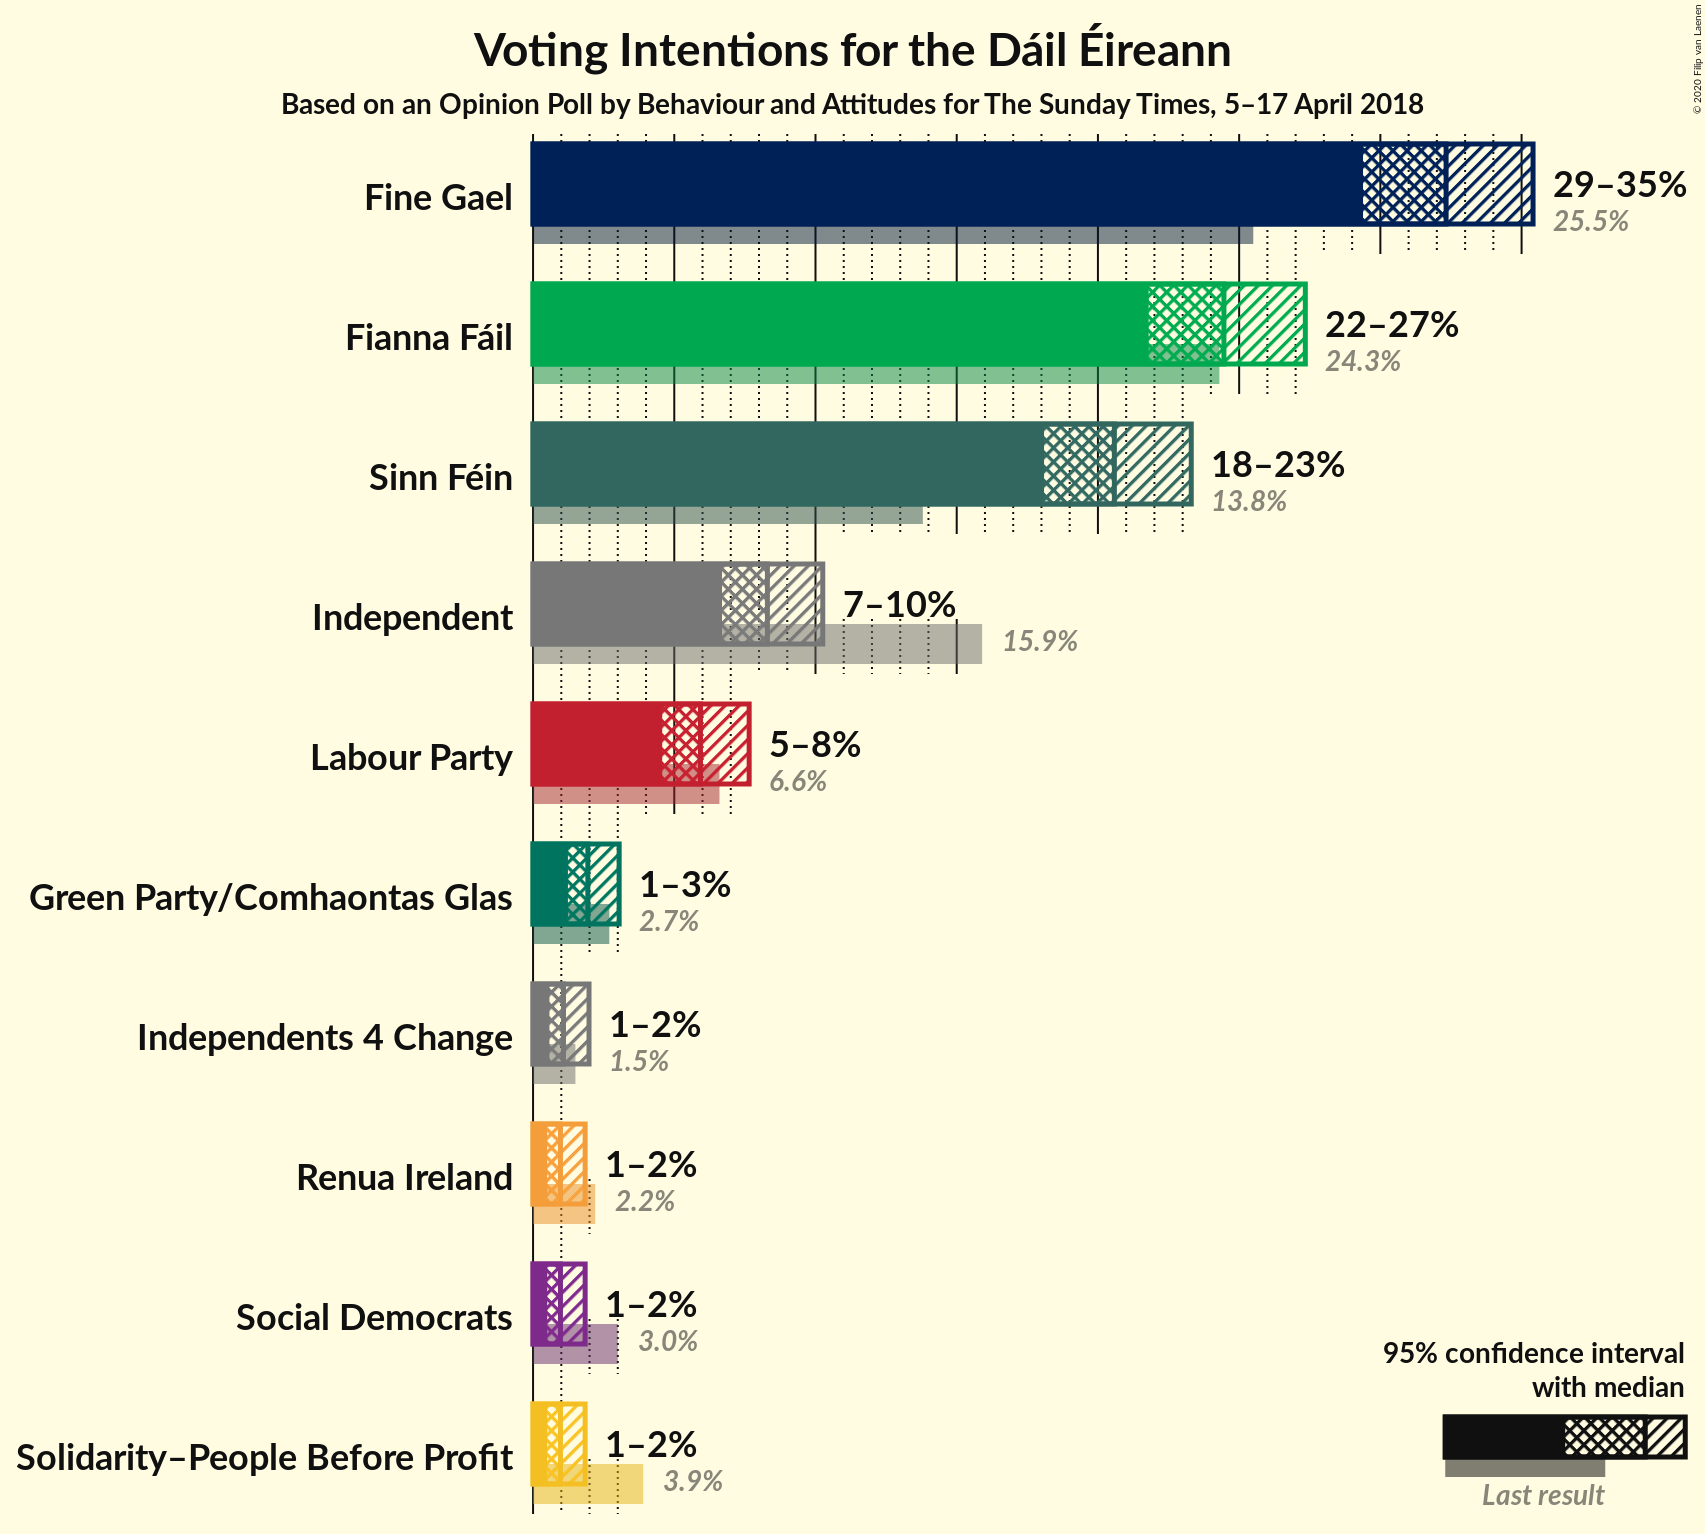 Voting Intentions for the Dáil Éireann
Based on an Opinion Poll by Behaviour and Attitudes for The Sunday Times, 5–17 April 2018
© 2020 Filip van Laenen
Fine Gael
29–35%
25.5%
Fianna Fáil
22–27%
24.3%
Sinn Féin
18–23%
13.8%
Independent
7–10%
15.9%
Labour Party
5–8%
6.6%
Green Party/Comhaontas Glas
1–3%
2.7%
Independents 4 Change
1–2%
1.5%
Renua Ireland
1–2%
2.2%
Social Democrats
1–2%
3.0%
Solidarity–People Before Profit
1–2%
3.9%
95% confidence interval
with median
Last result